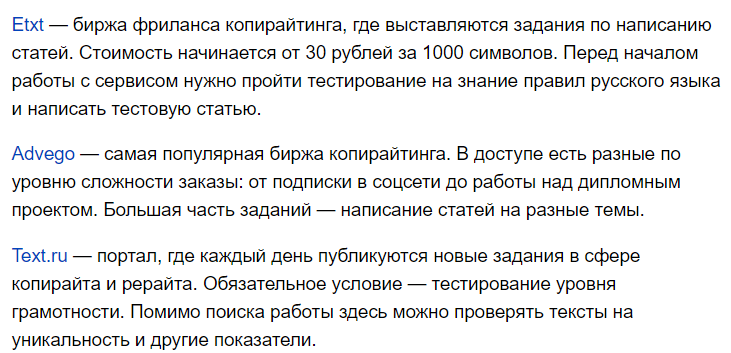 Etxt — биржа фриланса копирайтинга, где выставляются задания по написанию
статей. Стоимость начинается от 30 рублей за 1000 символов. Перед началом
работы с сервисом нужно пройти тестирование на знание правил русского языка
и написать тестовую статью.
Advego — самая популярная биржа копирайтинга. В доступе есть разные по
уровню сложности заказы: от подписки в соцсети до работы над дипломным
проектом. Большая часть заданий — написание статей на разные темы.
Text.ru — портал, где каждый день публикуются новые задания в сфере
копирайта и рерайта. Обязательное условие — тестирование уровня
грамотности. Помимо поиска работы здесь можно проверять тексты на
уникальность и другие показатели.